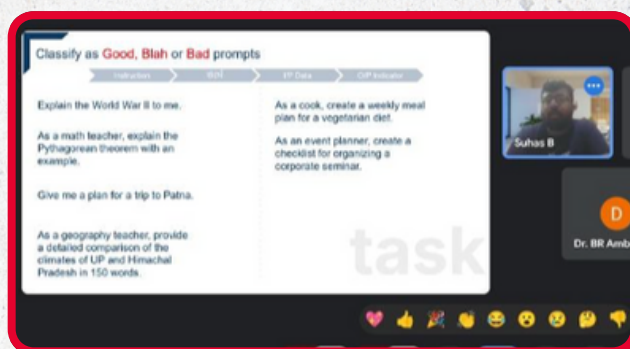 Classify as Good, Blah or Bad prompts
Instruction
Role
I/P Data
O/P Indicator
Explain the World War II to me.
As a math teacher, explain the
Pythagorean theorem with an
example.
Give me a plan for a trip to Patna.
As a geography teacher, provide
a detailed comparison of the
climates of UP and Himachal
Pradesh in 150 words.
As a cook, create a weekly meal
plan for a vegetarian diet.
As an event planner, create a
checklist for organizing a
corporate seminar.
task
Suhas B
D
Dr. BR Amb